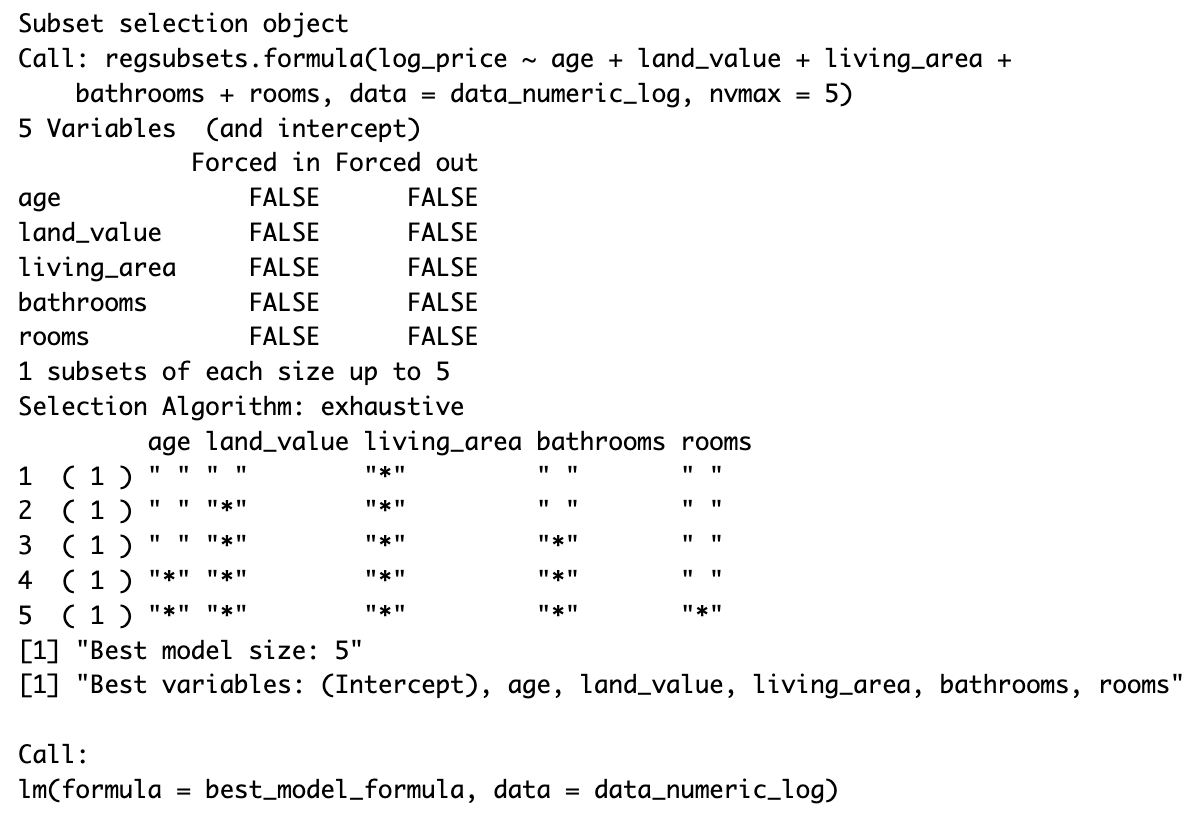 Subset selection object
Call: regsubsets.formula(log_price ~ age + land_value + living_area +
    bathrooms + rooms, data = data_numeric_log, nvmax = 5)
5 Variables  (and intercept)
            Forced in Forced out
age             FALSE      FALSE
land_value      FALSE      FALSE
living_area     FALSE      FALSE
bathrooms       FALSE      FALSE
rooms           FALSE      FALSE
1 subsets of each size up to 5
Selection Algorithm: exhaustive
         age land_value living_area bathrooms rooms
1  ( 1 ) " " " "        "*"         " "       " "
2  ( 1 ) " " "*"        "*"         " "       " "
3  ( 1 ) " " "*"        "*"         "*"       " "
4  ( 1 ) "*" "*"        "*"         "*"       " "
5  ( 1 ) "*" "*"        "*"         "*"       "*"
[1] "Best model size: 5"
[1] "Best variables: (Intercept), age, land_value, living_area, bathrooms, rooms"

Call:
lm(formula = best_model_formula, data = data_numeric_log)